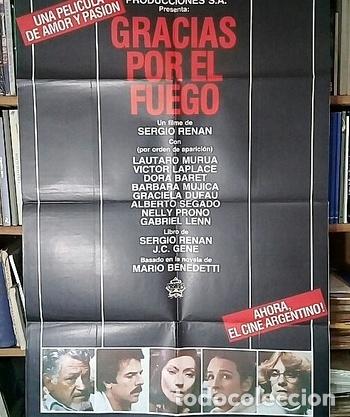 PRODUCCIONES S.A.
Presenta:
UNA PELICULA
DE AMOR Y PASION
GRACIAS
POR EL
FUEGO
Un filme de
SERGIO RENAN
Con
(por orden de aparición)
LAUTARO MURUA
VICTOR LAPLACE
DORA BARET
BARBARA MUJICA
GRACIELA DUFAU
ALBERTO SEGADO
NELLY PRONO
GABRIEL LENN
Libro de
SERGIO RENAN
J.C. GENE
Basado en la novela de
MARIO BENEDETTI
AHORA,
EL CINE ARGENTINO!
todocoleccion